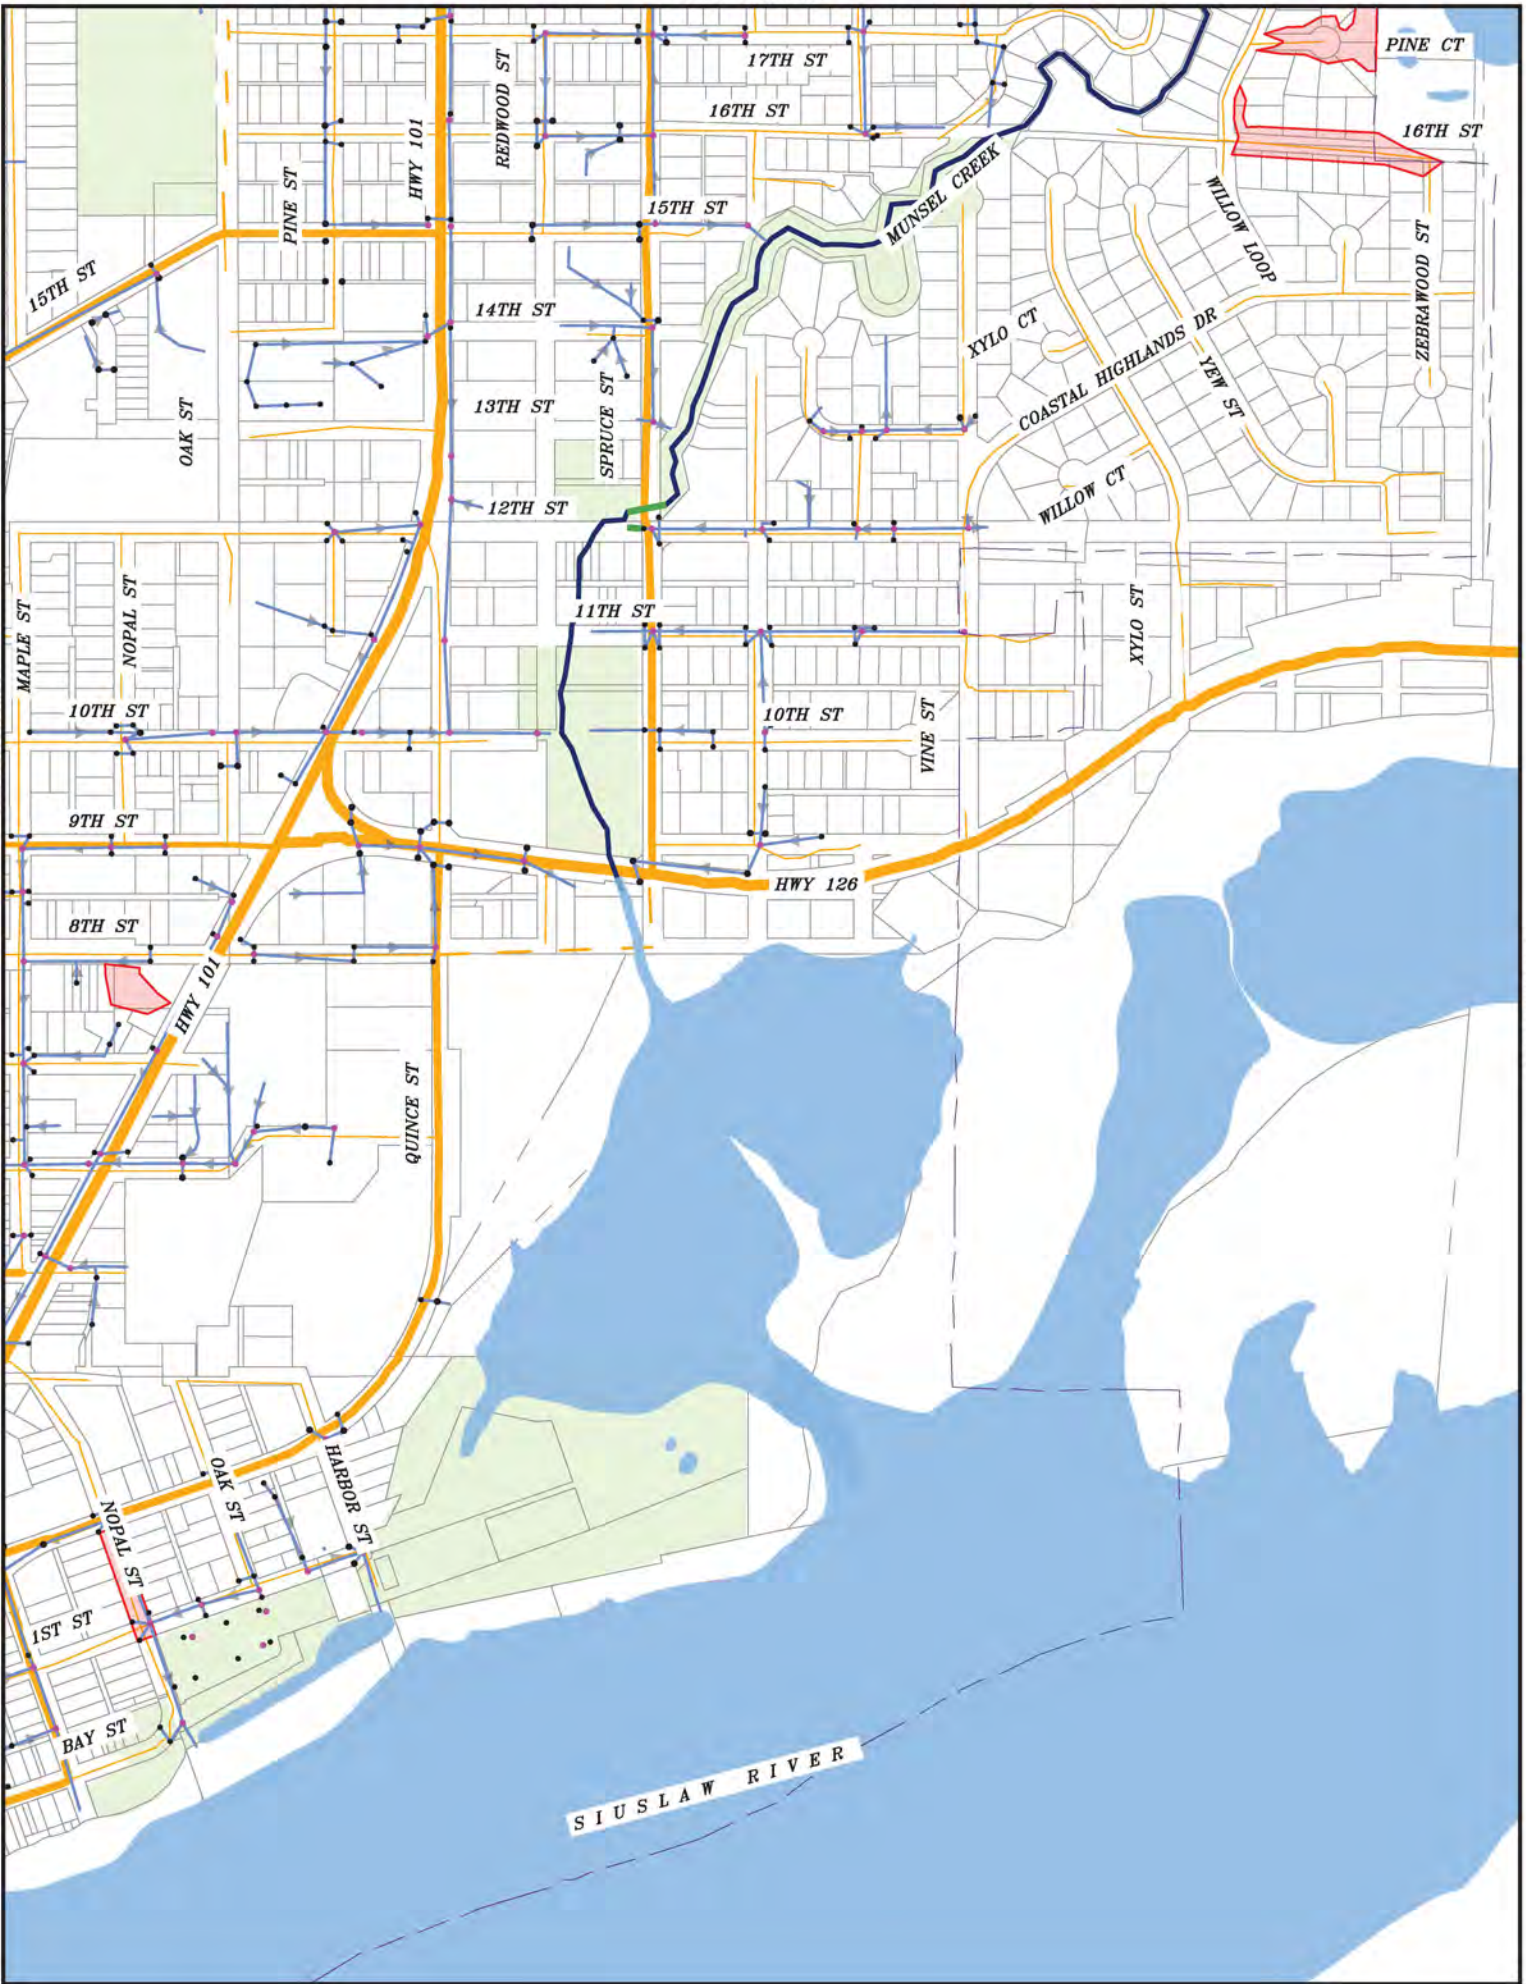 PINE CT
17TH ST
16TH ST
16TH ST
REDWOOD ST
HWY 101
PINE ST
MUNSEL CREEK
15TH ST
WILLOW LOOP
ZEBRAWOOD ST
15TH ST
14TH ST
XYLO CT
COASTAL HIGHLANDS DR
YEW ST
13TH ST
SPRUCE ST
OAK ST
WILLOW CT
12TH ST
11TH ST
NOPAL ST
MAPLE ST
XYLO ST
10TH ST
10TH ST
VINE ST
9TH ST
HWY 126
8TH ST
HWY 101
QUINCE ST
OAK ST
HARBOR ST
NOPAL ST
1ST ST
BAY ST
SIUSLAW RIVER